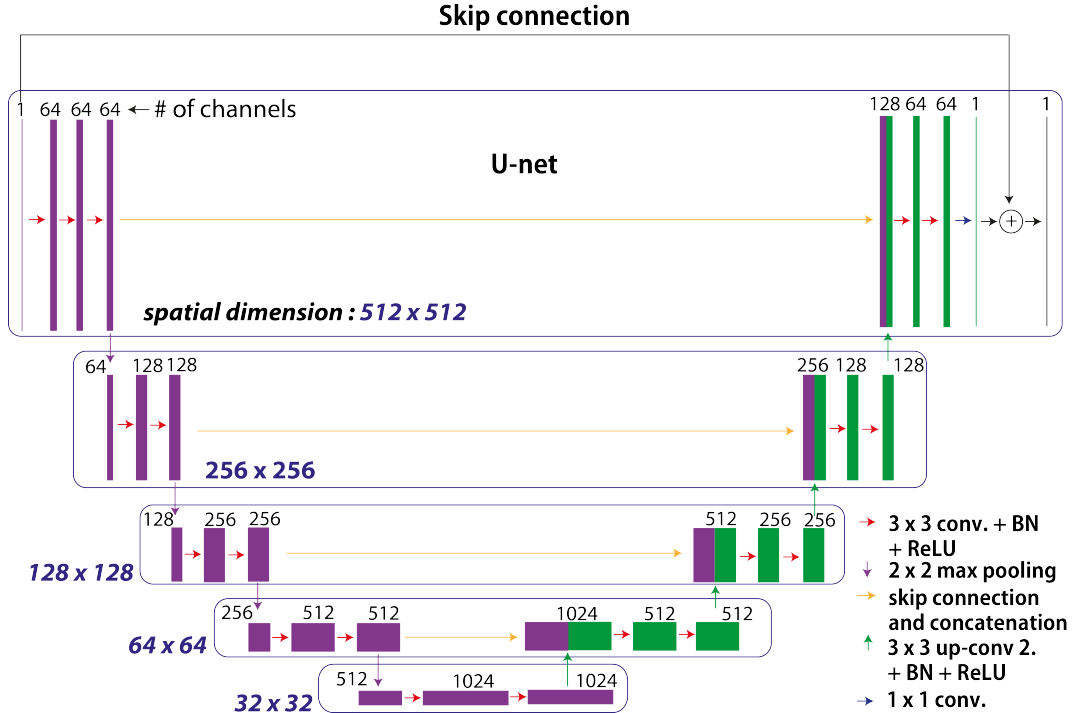 Skip connection
1 64 64 64 ← # of channels
128 64 64 1 1
U-net
+
spatial dimension : 512 x 512
64 128 128
256 128 128
256 x 256
128 256 256
512 256 256
128 x 128
256 512 512
1024 512 512
64 x 64
512 1024 1024
32 x 32
3 x 3 conv. + BN
+ ReLU
2 x 2 max pooling
skip connection
and concatenation
3 x 3 up-conv 2.
+ BN + ReLU
1 x 1 conv.